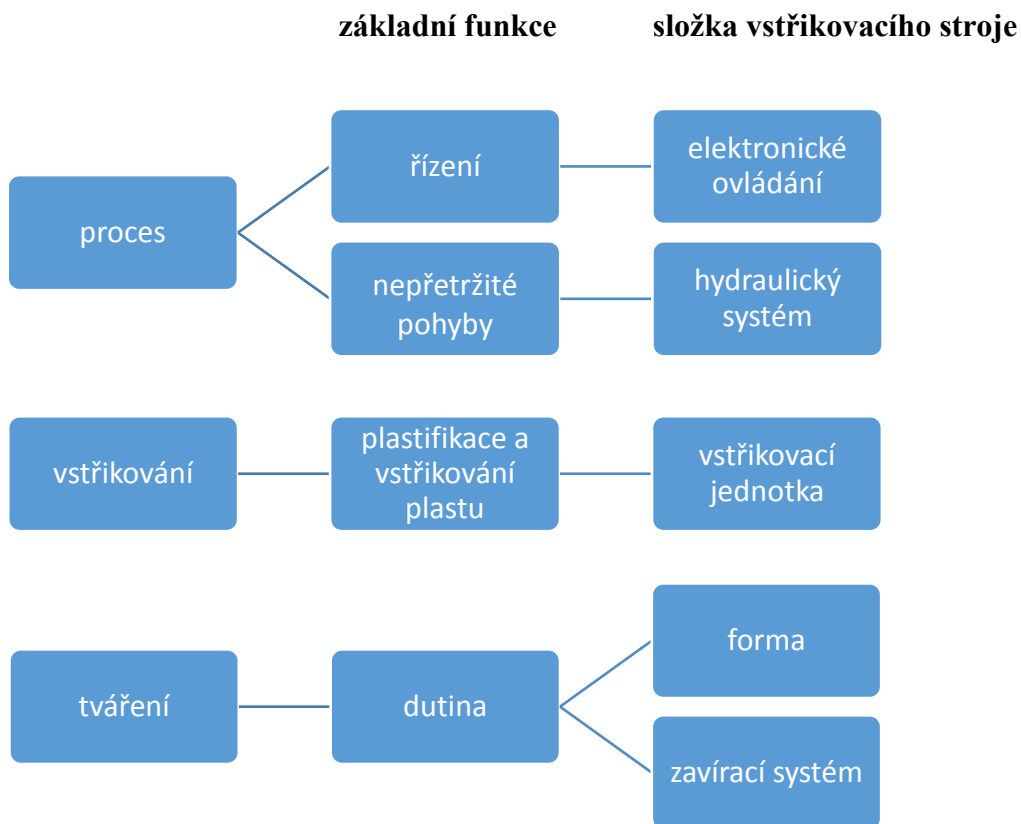 základní funkce
složka vstřikovacího stroje
proces
řízení
elektronické
ovládání
nepřetržité
pohyby
hydraulický
systém
vstřikování
plastifikace a
vstřikování
plastu
vstřikovací
jednotka
tváření
dutina
forma
zavírací systém